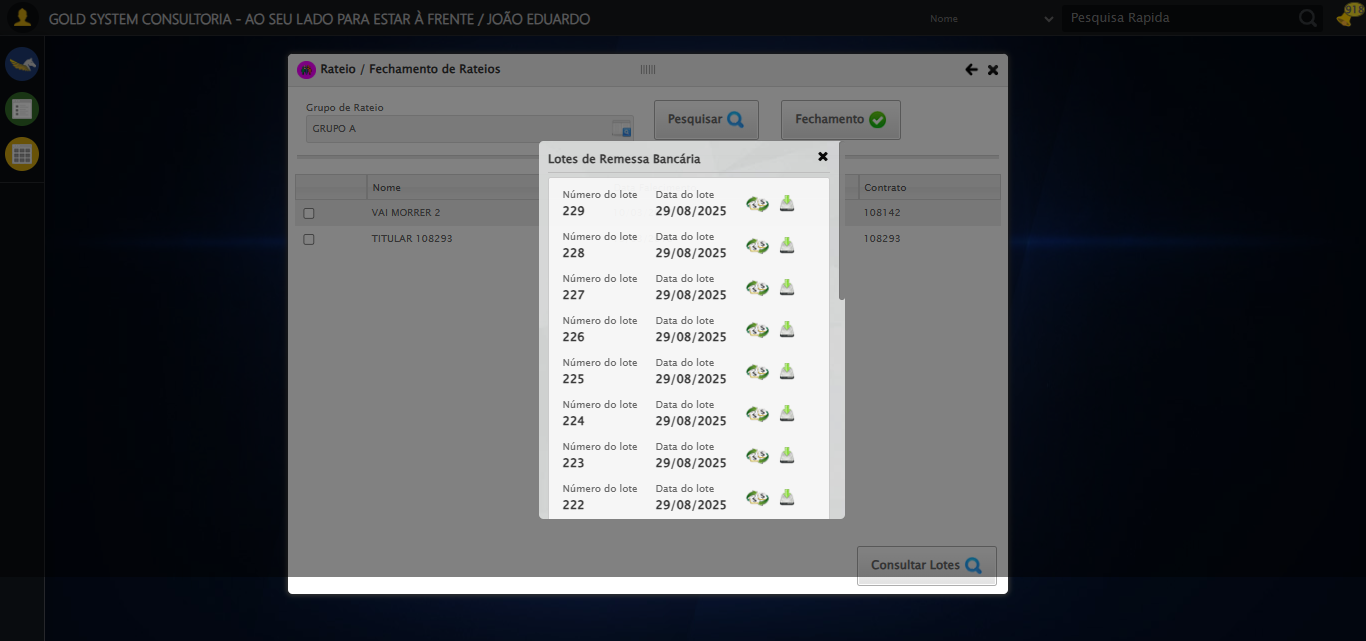 GOLD SYSTEM CONSULTORIA - AO SEU LADO PARA ESTAR À FRENTE / JOÃO EDUARDO
Nome
Pesquisa Rapida
918
Rateio / Fechamento de Rateios
Grupo de Rateio
GRUPO A
Pesquisar
Fechamento
Lotes de Remessa Bancária
Nome
Contrato
VAI MORRER 2
108142
TITULAR 108293
108293
Número do lote Data do lote
229 29/08/2025
Número do lote Data do lote
228 29/08/2025
Número do lote Data do lote
227 29/08/2025
Número do lote Data do lote
226 29/08/2025
Número do lote Data do lote
225 29/08/2025
Número do lote Data do lote
224 29/08/2025
Número do lote Data do lote
223 29/08/2025
Número do lote Data do lote
222 29/08/2025
Consultar Lotes